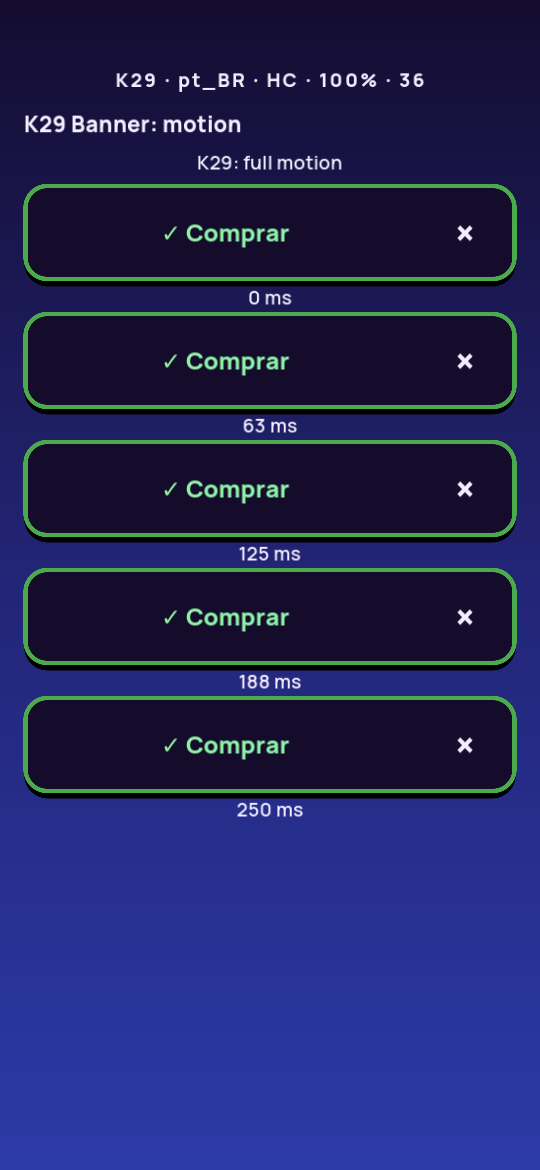 K29 · pt_BR · HC · 100% · 36
K29 Banner: motion
K29: full motion
✓ Comprar ×
0 ms
✓ Comprar ×
63 ms
✓ Comprar ×
125 ms
✓ Comprar ×
188 ms
✓ Comprar ×
250 ms